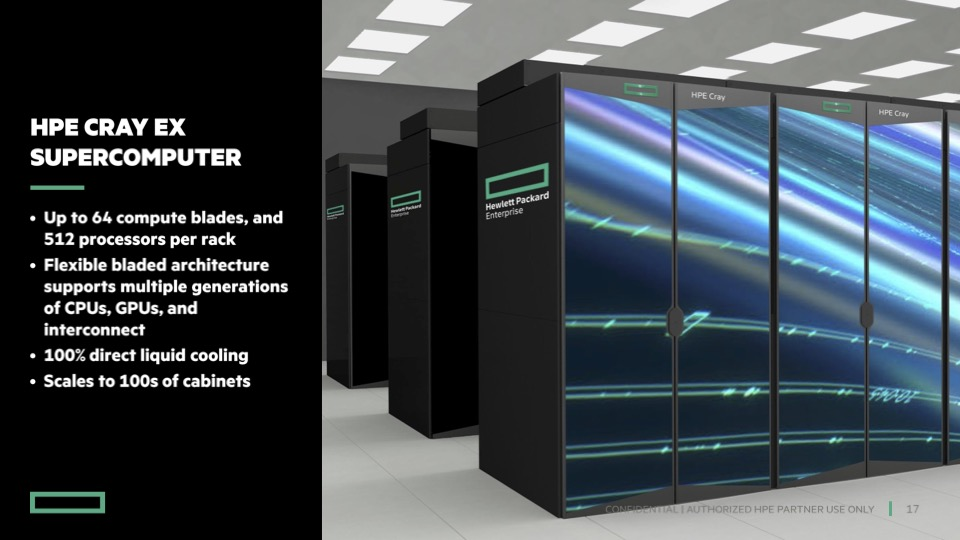 HPE CRAY EX
SUPERCOMPUTER
• Up to 64 compute blades, and
512 processors per rack
• Flexible bladed architecture
supports multiple generations
of CPUs, GPUs, and
interconnect
• 100% direct liquid cooling
• Scales to 100s of cabinets
Hewlett Packard
Enterprise
Hewlett Packard
Enterprise
HPE Cray
HPE Cray
CONFIDENTIAL | AUTHORIZED HPE PARTNER USE ONLY
17